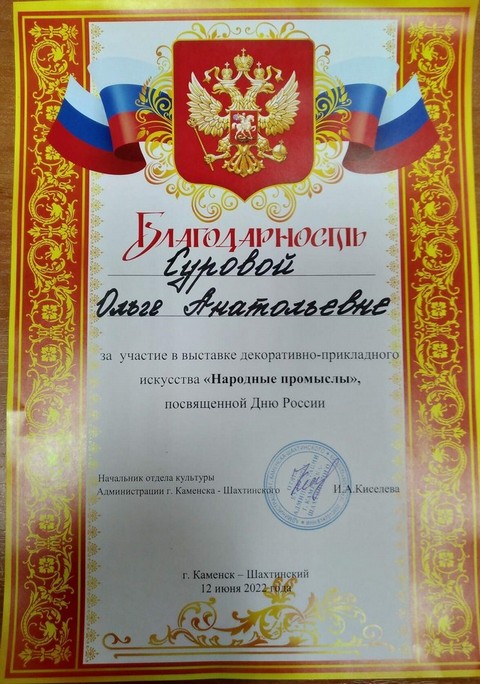 Благодарность
Суровой
Ольге Анатольевне
за участие в выставке декоративно-прикладного
искусства «Народные промыслы»,
посвященной Дню России
Начальник отдела культуры
Администрации г. Каменска - Шахтинского И.А.Киселева
г. Каменск – Шахтинский
12 июня 2022 года